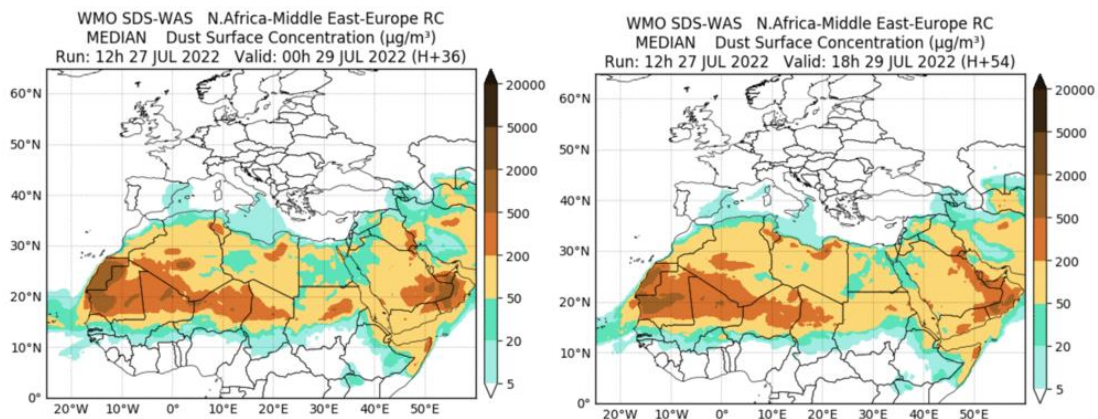 WMO SDS-WAS N.Africa-Middle East-Europe RC
MEDIAN Dust Surface Concentration (µg/m³)
Run: 12h 27 JUL 2022 Valid: 00h 29 JUL 2022 (H+36)
60°N
50°N
40°N
30°N
20°N
10°N
0°
20°W
10°W
0°
10°E
20°E
30°E
40°E
50°E
20000
5000
2000
500
200
50
20
5
WMO SDS-WAS N.Africa-Middle East-Europe RC
MEDIAN Dust Surface Concentration (µg/m³)
Run: 12h 27 JUL 2022 Valid: 18h 29 JUL 2022 (H+54)
60°N
50°N
40°N
30°N
20°N
10°N
0°
20°W
10°W
0°
10°E
20°E
30°E
40°E
50°E
20000
5000
2000
500
200
50
20
5